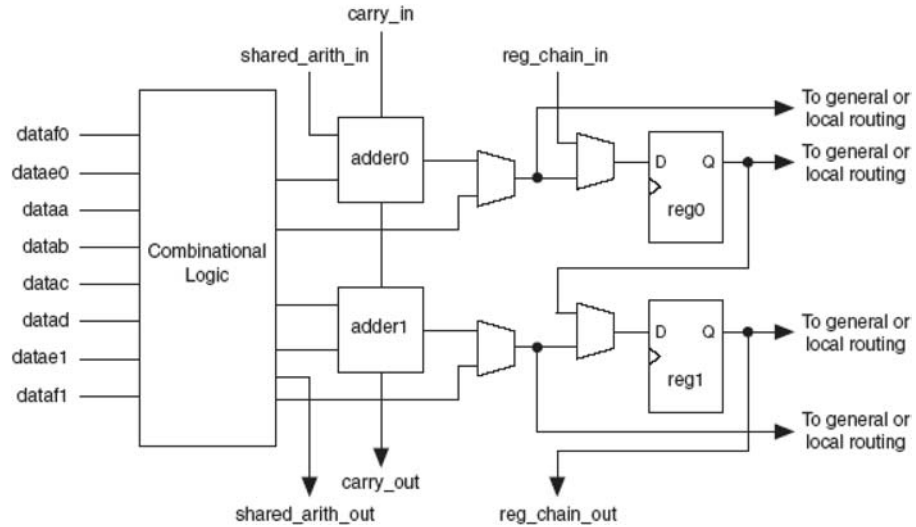 carry_in
shared_arith_in
reg_chain_in
To general or
local routing
dataf0
datae0
dataa
datab
datac
datad
datae1
dataf1
Combinational
Logic
adder0
D
Q
reg0
To general or
local routing
adder1
D
Q
reg1
To general or
local routing
To general or
local routing
carry_out
shared_arith_out
reg_chain_out